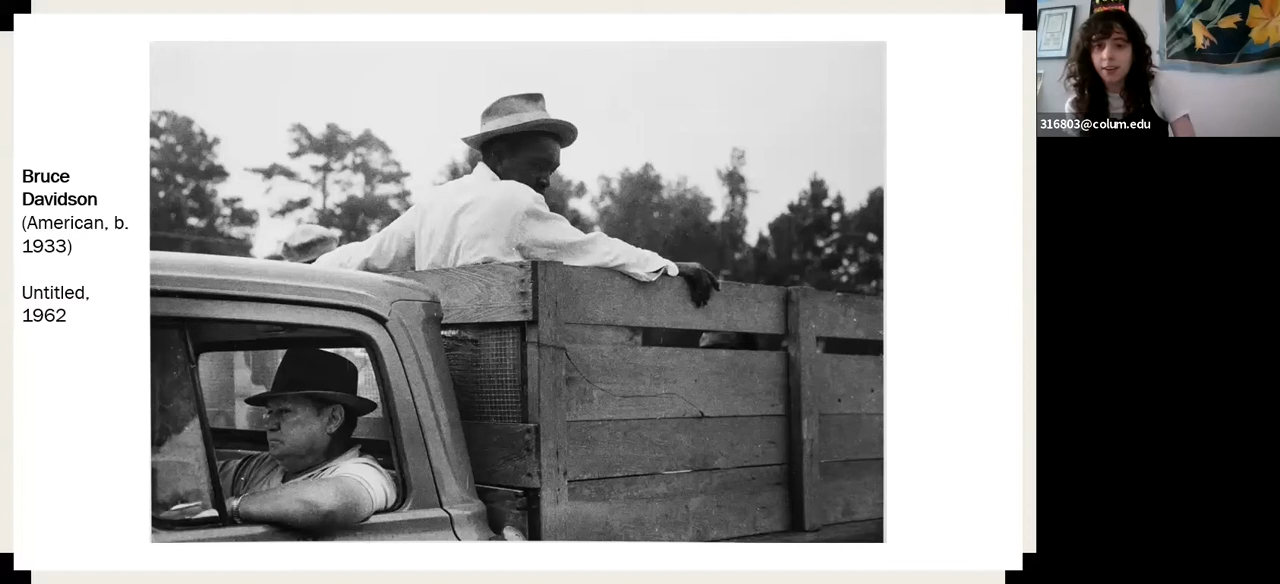 Bruce
Davidson
(American, b.
1933)
Untitled,
1962
316803@colum.edu